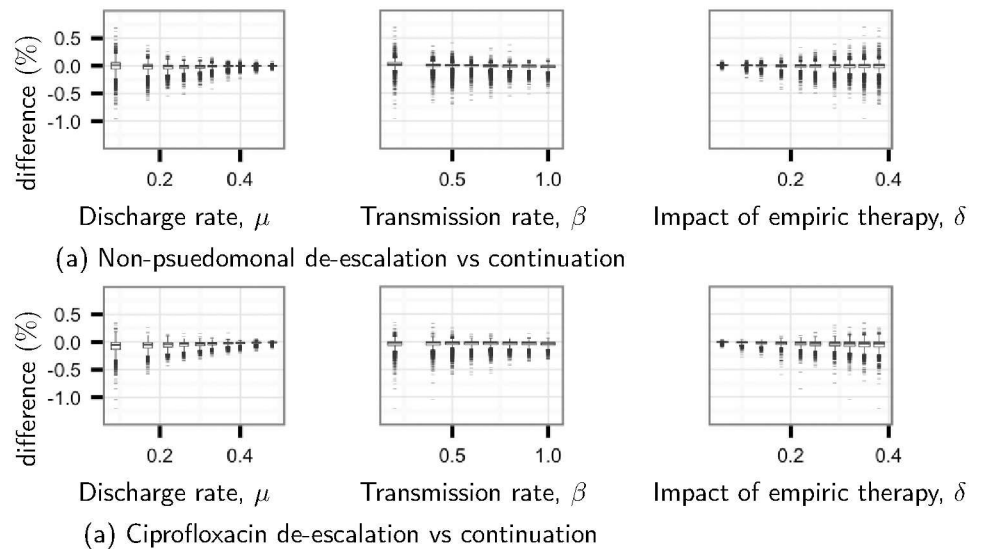 difference (%)
0.5
0.0
-0.5
-1.0
0.2 0.4 0.5 1.0 0.2 0.4
Discharge rate, μ Transmission rate, β Impact of empiric therapy, δ
(a) Non-psuedomonal de-escalation vs continuation
difference (%)
0.5
0.0
-0.5
-1.0
0.2 0.4 0.5 1.0 0.2 0.4
Discharge rate, μ Transmission rate, β Impact of empiric therapy, δ
(a) Ciprofloxacin de-escalation vs continuation